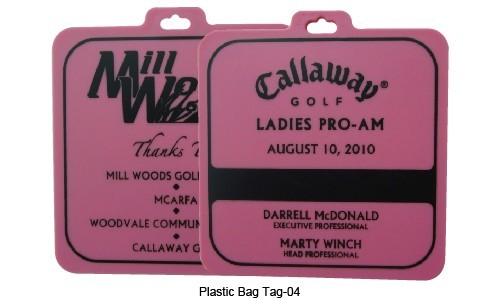 Mill
Thanks
MILL WOODS GOL
MCARFA
WOODVALE COMMUN
CALLAWAY G
Callaway®
GOLF
LADIES PRO-AM
AUGUST 10, 2010
DARRELL McDONALD
EXECUTIVE PROFESSIONAL
MARTY WINCH
HEAD PROFESSIONAL
Plastic Bag Tag-04